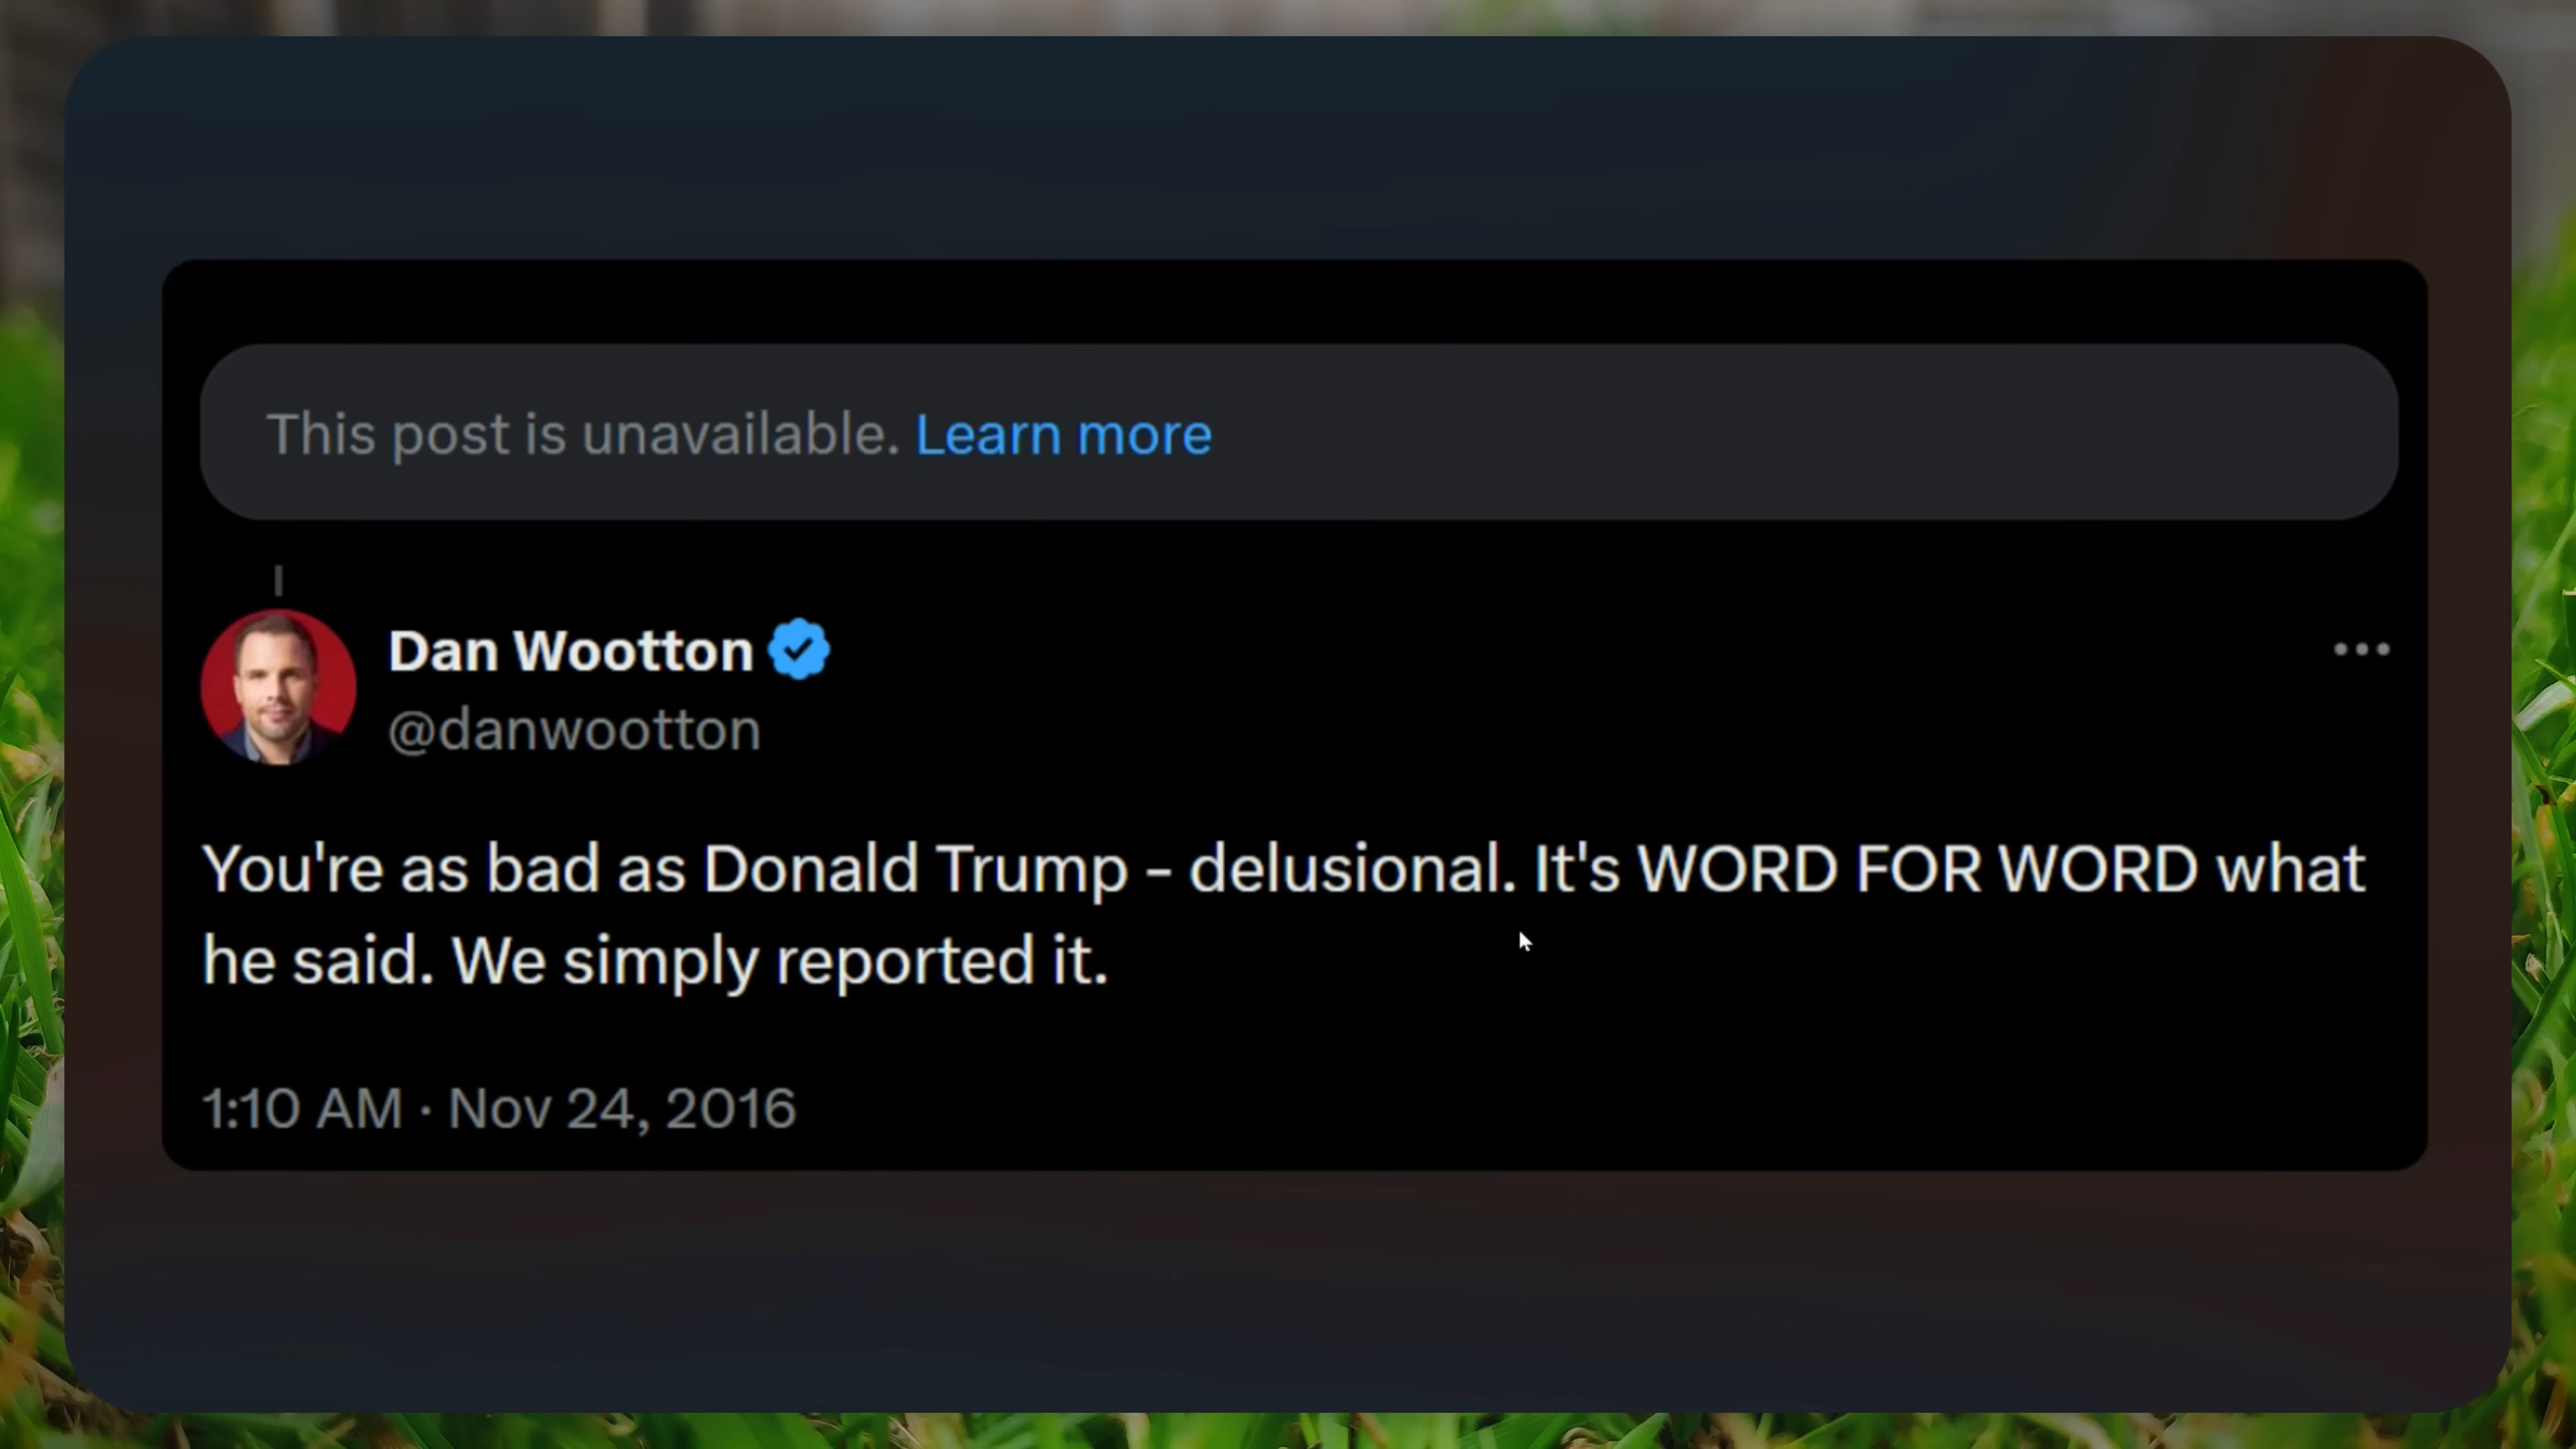 This post is unavailable. Learn more
Dan Wootton
@danwootton
You're as bad as Donald Trump – delusional. It's WORD FOR WORD what
he said. We simply reported it.
1:10 AM · Nov 24, 2016